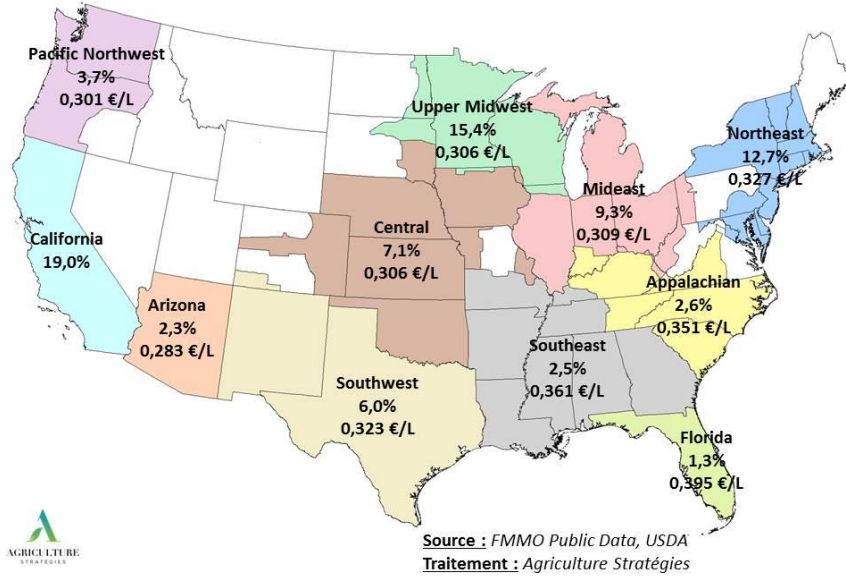 Pacific Northwest
3,7%
0,301 €/L
Upper Midwest
15,4%
0,306 €/L
Northeast
12,7%
0,327 €/L
Mideast
9,3%
0,309 €/L
California
19,0%
Central
7,1%
0,306 €/L
Appalachian
2,6%
0,351 €/L
Arizona
2,3%
0,283 €/L
Southeast
2,5%
0,361 €/L
Southwest
6,0%
0,323 €/L
Florida
1,3%
0,395 €/L
AGRICULTURE
STRATÉGIES
Source : FMMO Public Data, USDA
Traitement : Agriculture Stratégies